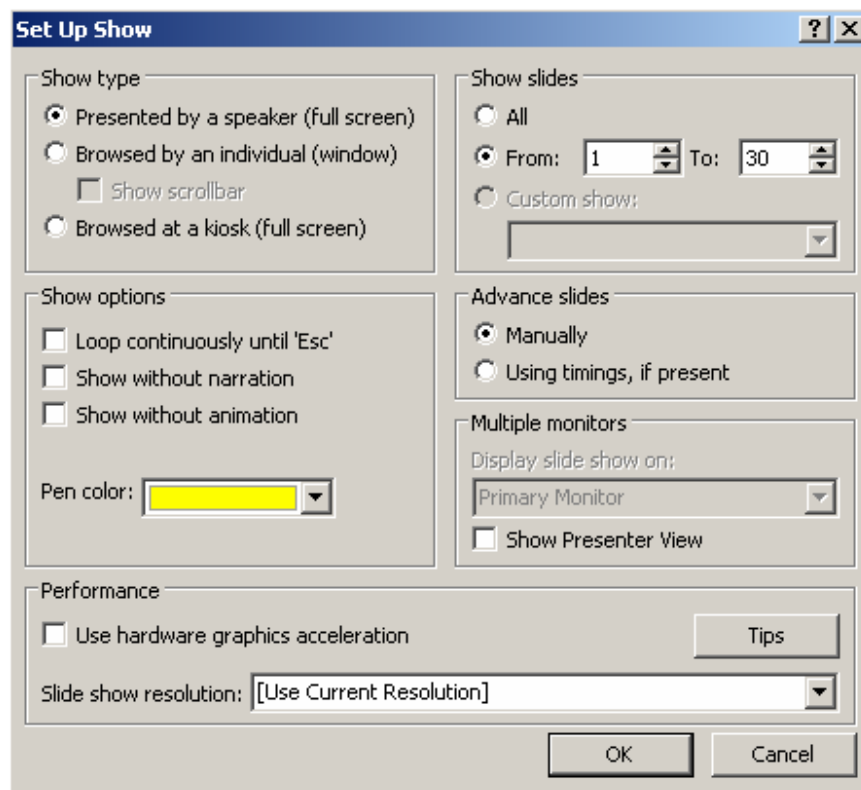 Set Up Show
Show type
Presented by a speaker (full screen)
Browsed by an individual (window)
Show scrollbar
Browsed at a kiosk (full screen)
Show slides
All
From: 1 To: 30
Custom show:
Show options
Loop continuously until 'Esc'
Show without narration
Show without animation
Pen color:
Advance slides
Manually
Using timings, if present
Multiple monitors
Display slide show on:
Primary Monitor
Show Presenter View
Performance
Use hardware graphics acceleration
Tips
Slide show resolution: [Use Current Resolution]
OK
Cancel